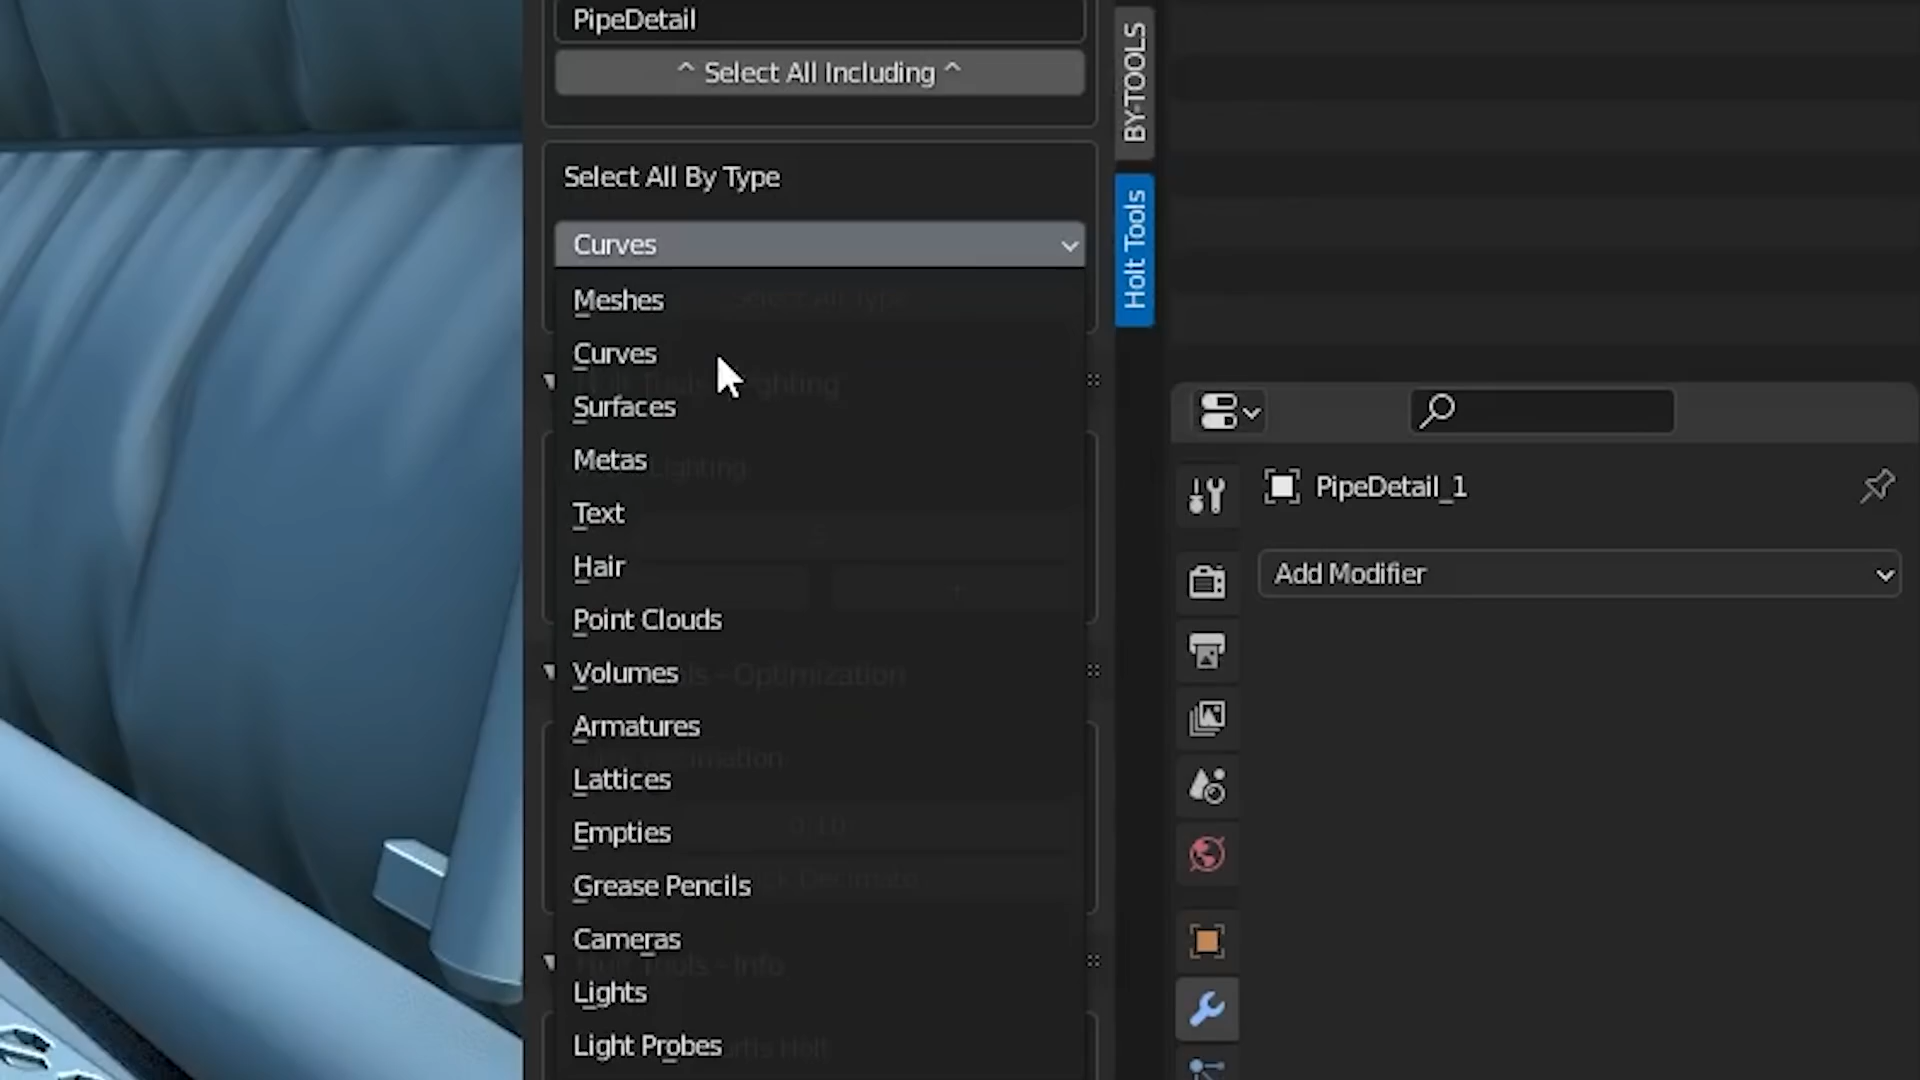 PipeDetail
^ Select All Including ^
BY-TOOLS
Select All By Type
Holt Tools
Curves
Meshes
Curves
Surfaces
Metas
Text
Hair
Point Clouds
Volumes
Armatures
Lattices
Empties
Grease Pencils
Cameras
Lights
Light Probes
PipeDetail_1
Add Modifier